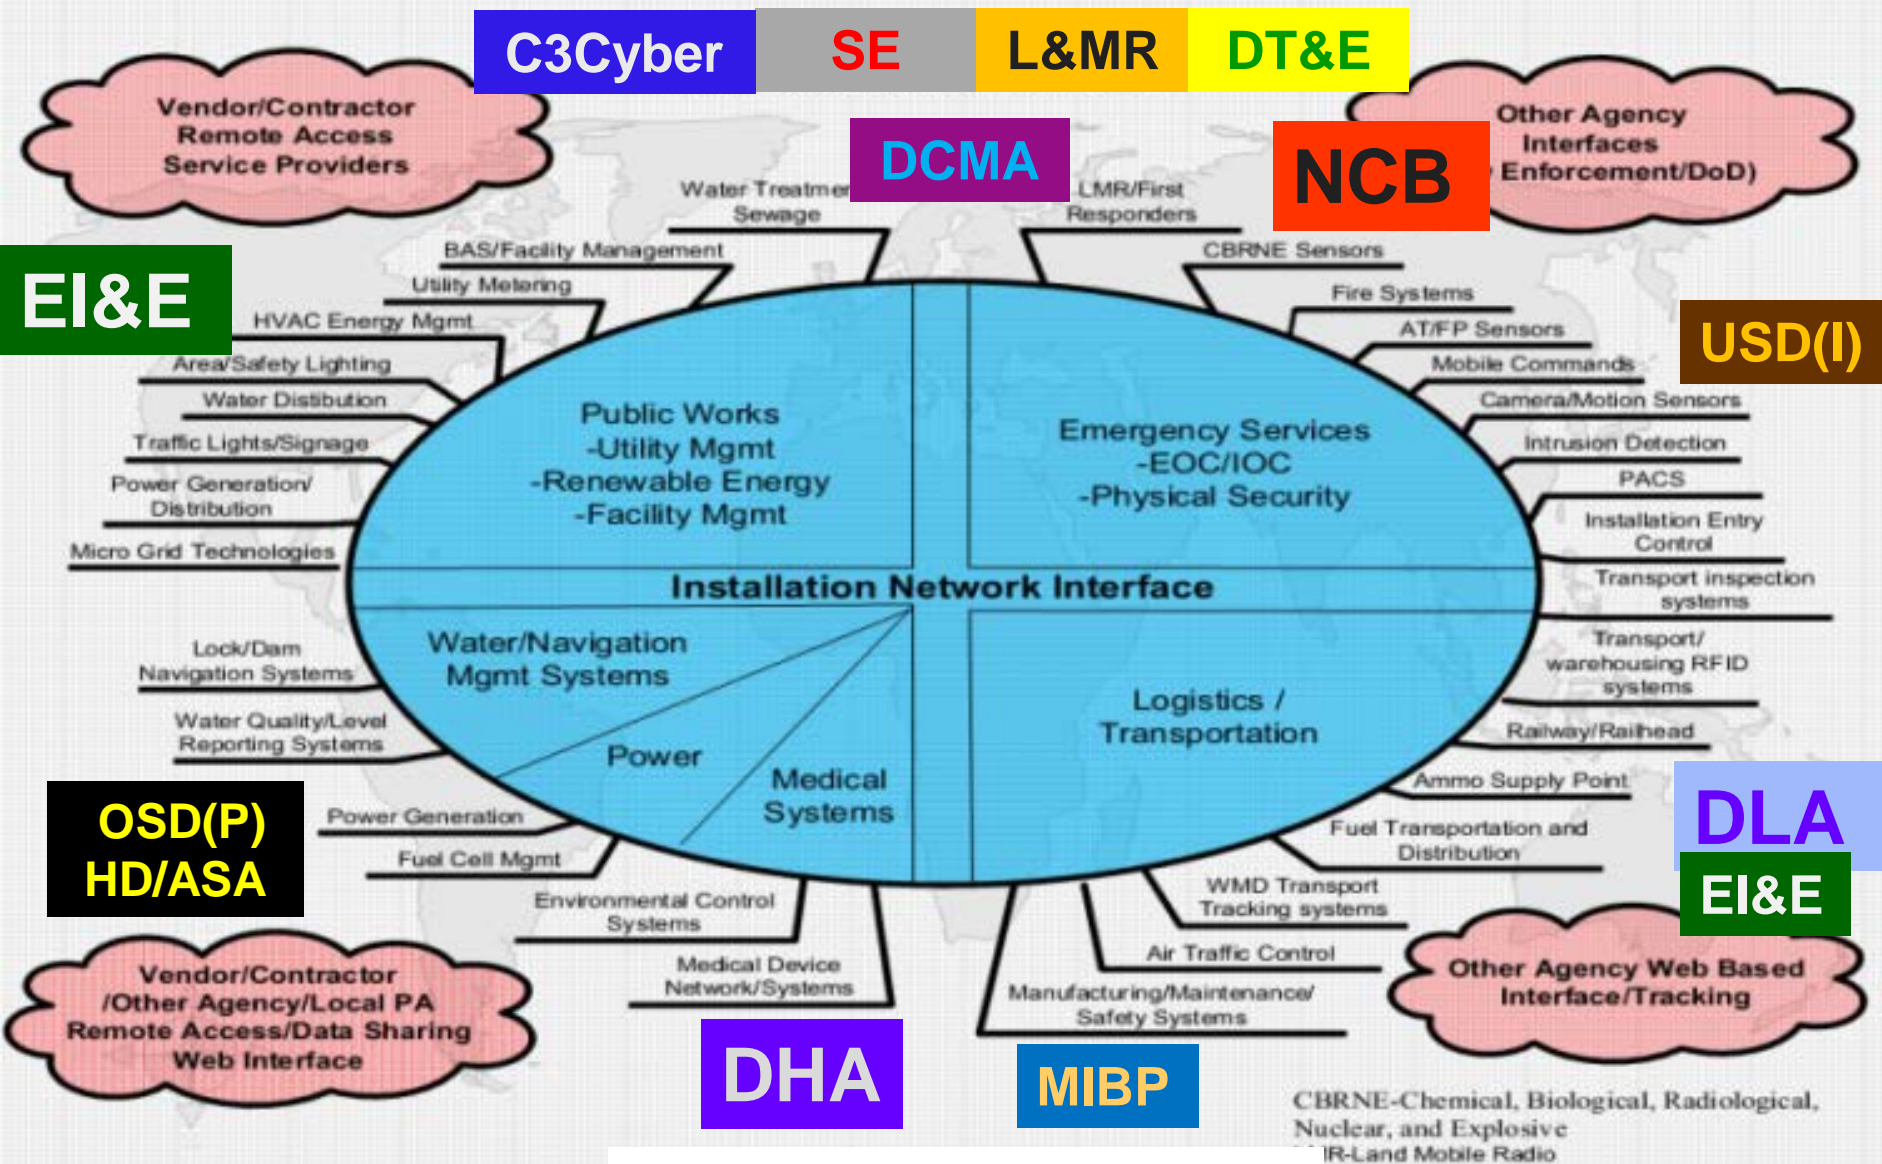 C3Cyber
SE
L&MR
DT&E
Vendor/Contractor
Remote Access
Service Providers
Other Agency
Interfaces
Enforcement/DoD)
DCMA
NCB
Water
Sewage
LMR/First
Responders
BAS/Facility Management
CBRNE Sensors
EI&E
Utility Metering
Fire Systems
HVAC Energy Mgmt
AT/FP Sensors
USD(I)
Area/Safety Lighting
Mobile Commands
Water Distibution
Camera/Motion Sensors
Traffic Lights/Signage
Intrusion Detection
Power Generation/
Distribution
PACS
Micro Grid Technologies
Installation Entry
Control
Public Works
-Utility Mgmt
-Renewable Energy
-Facility Mgmt
Emergency Services
-EOC/IOC
-Physical Security
Installation Network Interface
Transport inspection
systems
Water/Navigation
Mgmt Systems
Lock/Dam
Navigation Systems
Transport/
warehousing RFID
systems
Water Quality/Level
Reporting Systems
Logistics /
Transportation
Railway/Railhead
Power
Medical
Systems
Ammo Supply Point
OSD(P)
HD/ASA
Power Generation
Fuel Transportation and
Distribution
DLA
EI&E
Fuel Cell Mgmt
WMD Transport
Tracking systems
Environmental Control
Systems
Air Traffic Control
Medical Device
Network/Systems
Manufacturing/Maintenance/
Safety Systems
Vendor/Contractor
/Other Agency/Local PA
Remote Access/Data Sharing
Web Interface
Other Agency Web Based
Interface/Tracking
DHA
MIBP
CBRNE-Chemical, Biological, Radiological,
Nuclear, and Explosive
Mobile Radio